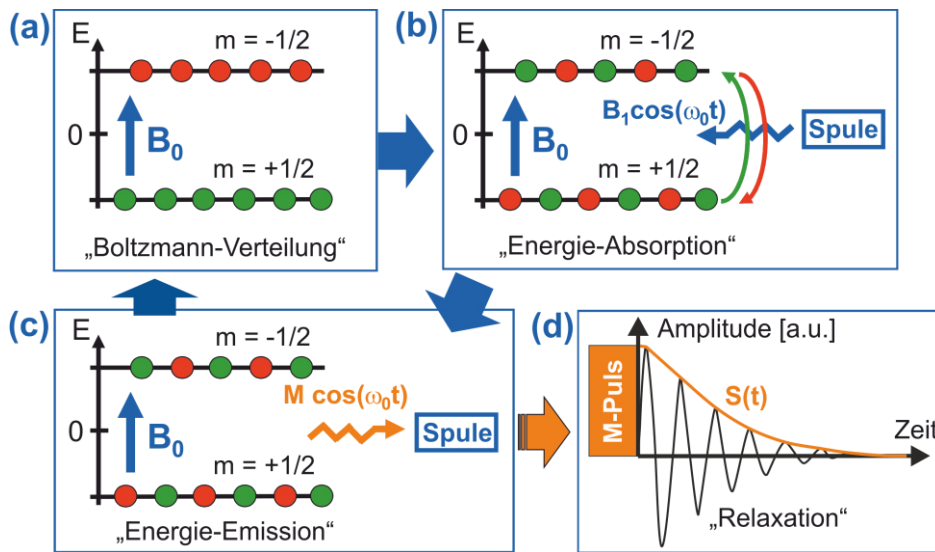 (a)
E
m = -1/2
0
B₀
m = +1/2
„Boltzmann-Verteilung“
(b)
E
m = -1/2
B₁cos(ω₀t)
Spule
0
B₀
m = +1/2
„Energie-Absorption“
(c)
E
m = -1/2
M cos(ω₀t)
0
B₀
Spule
m = +1/2
„Energie-Emission“
(d)
Amplitude [a.u.]
M-Puls
S(t)
Zeit
„Relaxation“